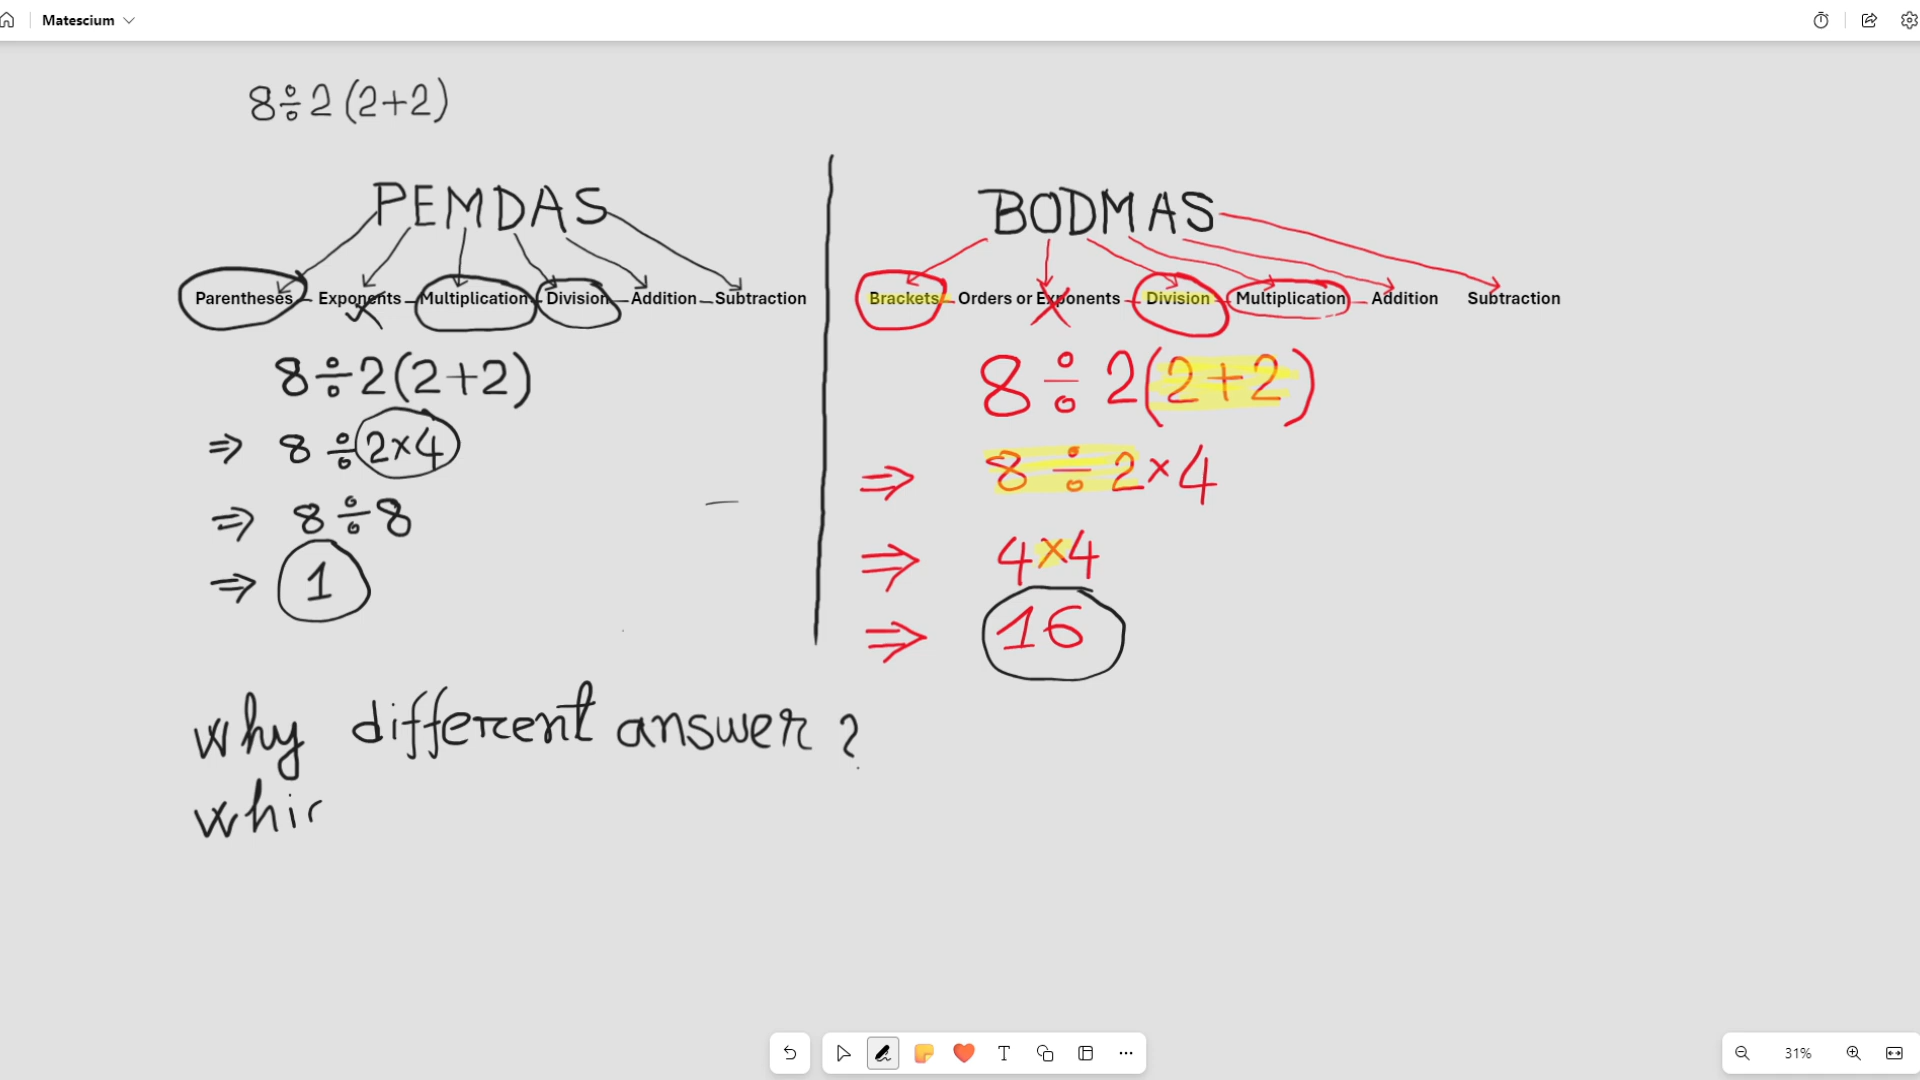 Matescium
8÷2(2+2)
PEMDAS
Parentheses – Exponents – Multiplication – Division – Addition – Subtraction
8÷2(2+2)
⇒ 8÷2×4
⇒ 8÷8
⇒ 1
BODMAS
Brackets – Orders or Exponents – Division – Multiplication – Addition Subtraction
8÷2(2+2)
⇒ 8÷2×4
⇒ 4×4
⇒ 16
why different answer?
whic
31%